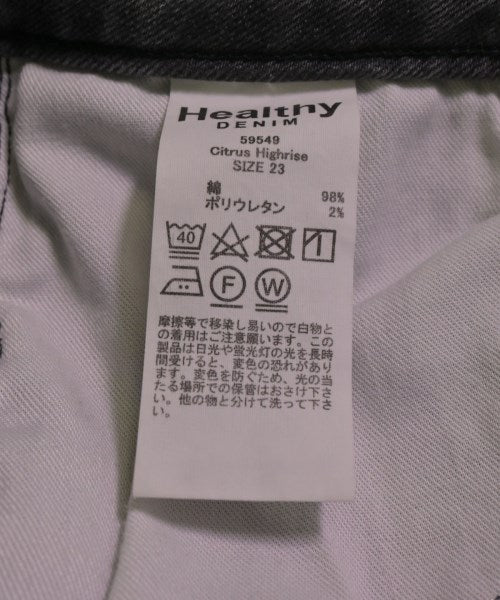 Healthy
DENIM
59549
Citrus Highrise
SIZE 23
綿 98%
ポリウレタン 2%
40
F W
摩擦等で移染し易いので白物と
の着用はご注意願います。この
製品は日光や蛍光灯の光を長時
間受けると、変色の恐れがあり
ます。変色を防ぐため、光の当
たる場所での保管はおさけ下さ
い。他の物と分けて洗って下さ
い。